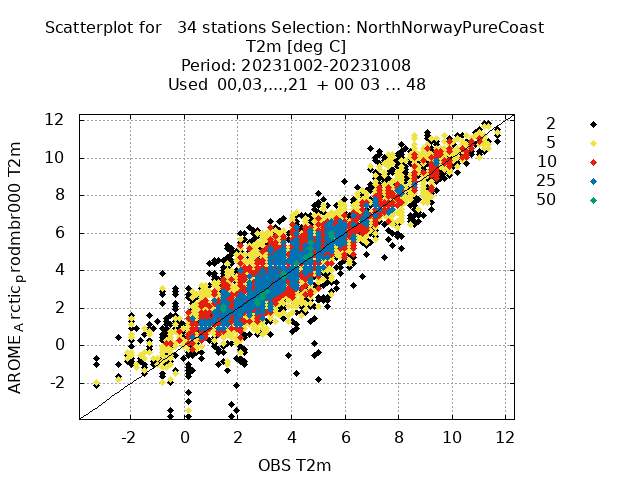 Scatterplot for   34 stations Selection: NorthNorwayPureCoast
T2m [deg C]
Period: 20231002-20231008
Used  00,03,...,21  + 00 03 ... 48
AROME_Arctic_prodmbr000 T2m
12
10
8
6
4
2
0
-2
-2 0 2 4 6 8 10 12
OBS T2m
2
5
10
25
50